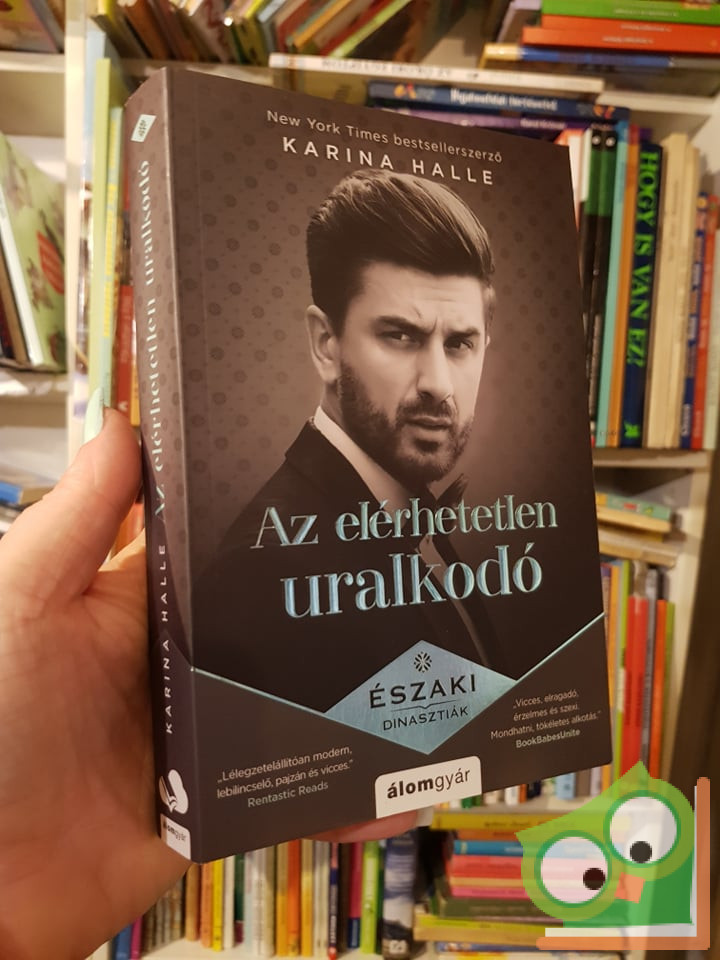 New York Times bestsellerszerző
KARINA HALLE
Az elérhetetlen
uralkodó
ÉSZAKI
DINASZTIÁK
„Lélegzetelállítóan modern,
lebilincselő, pajzán és vicces.”
Rentastic Reads
„Vicces, elragadó,
érzelmes és szexi.
Mondhatni, tökéletes alkotás.”
BookBabesUnite
álomgyár
KARINA HALLE Az elérhetetlen uralkodó
álomgyár
HOGY IS VAN EZ?